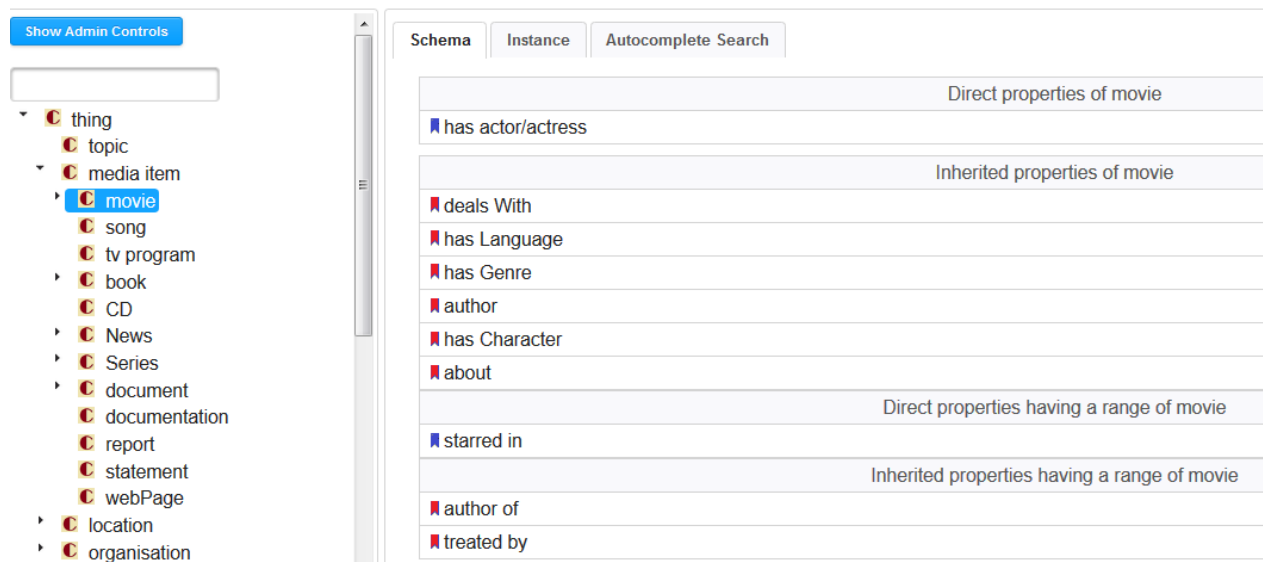 Show Admin Controls
thing
topic
media item
movie
song
tv program
book
CD
News
Series
document
documentation
report
statement
webPage
location
organisation
Schema
Instance
Autocomplete Search
Direct properties of movie
has actor/actress
Inherited properties of movie
deals With
has Language
has Genre
author
has Character
about
Direct properties having a range of movie
starred in
Inherited properties having a range of movie
author of
treated by